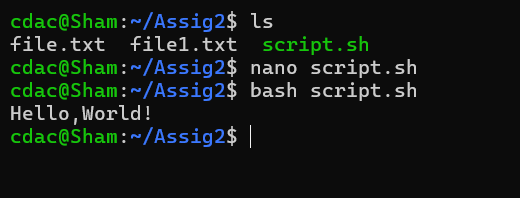 cdac@Sham:~/Assig2$ ls
file.txt  file1.txt  script.sh
cdac@Sham:~/Assig2$ nano script.sh
cdac@Sham:~/Assig2$ bash script.sh
Hello,World!
cdac@Sham:~/Assig2$